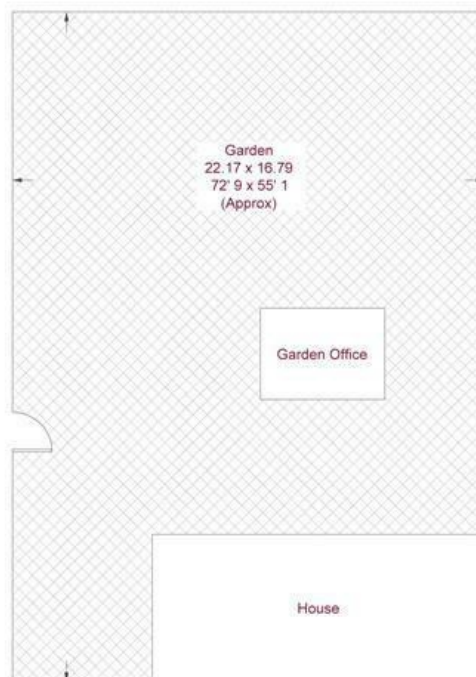 Garden
22.17 x 16.79
72' 9 x 55' 1
(Approx)
Garden Office
House